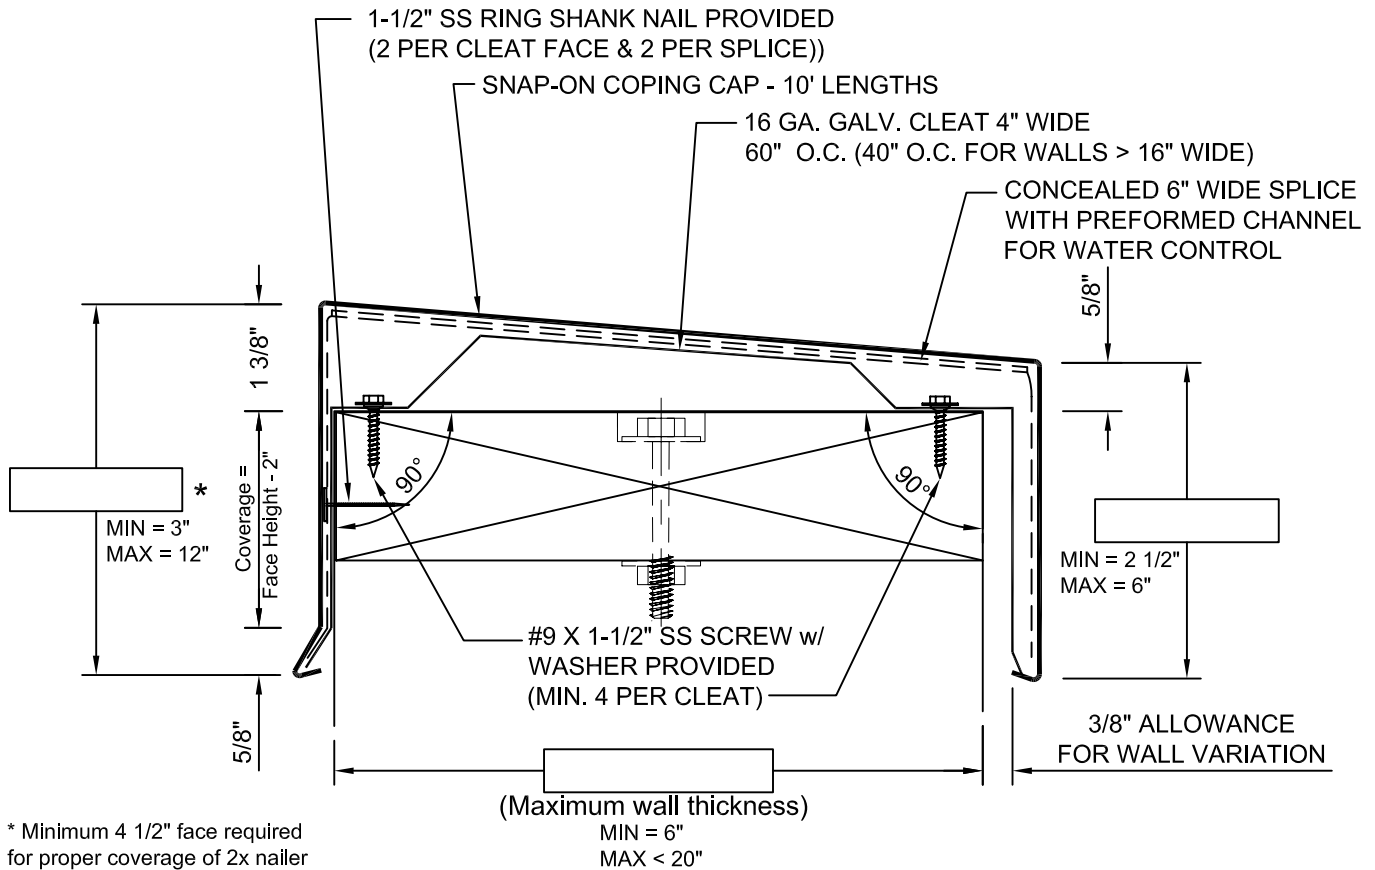 1-1/2" SS RING SHANK NAIL PROVIDED
(2 PER CLEAT FACE & 2 PER SPLICE))
SNAP-ON COPING CAP - 10' LENGTHS
16 GA. GALV. CLEAT 4" WIDE
60" O.C. (40" O.C. FOR WALLS > 16" WIDE)
CONCEALED 6" WIDE SPLICE
WITH PREFORMED CHANNEL
FOR WATER CONTROL
5/8"
1 3/8"
90°
90°
*
MIN = 3"
MAX = 12"
Coverage =
Face Height - 2"
MIN = 2 1/2"
MAX = 6"
#9 X 1-1/2" SS SCREW w/
WASHER PROVIDED
(MIN. 4 PER CLEAT)
5/8"
3/8" ALLOWANCE
FOR WALL VARIATION
(Maximum wall thickness)
MIN = 6"
MAX < 20"
* Minimum 4 1/2" face required
for proper coverage of 2x nailer